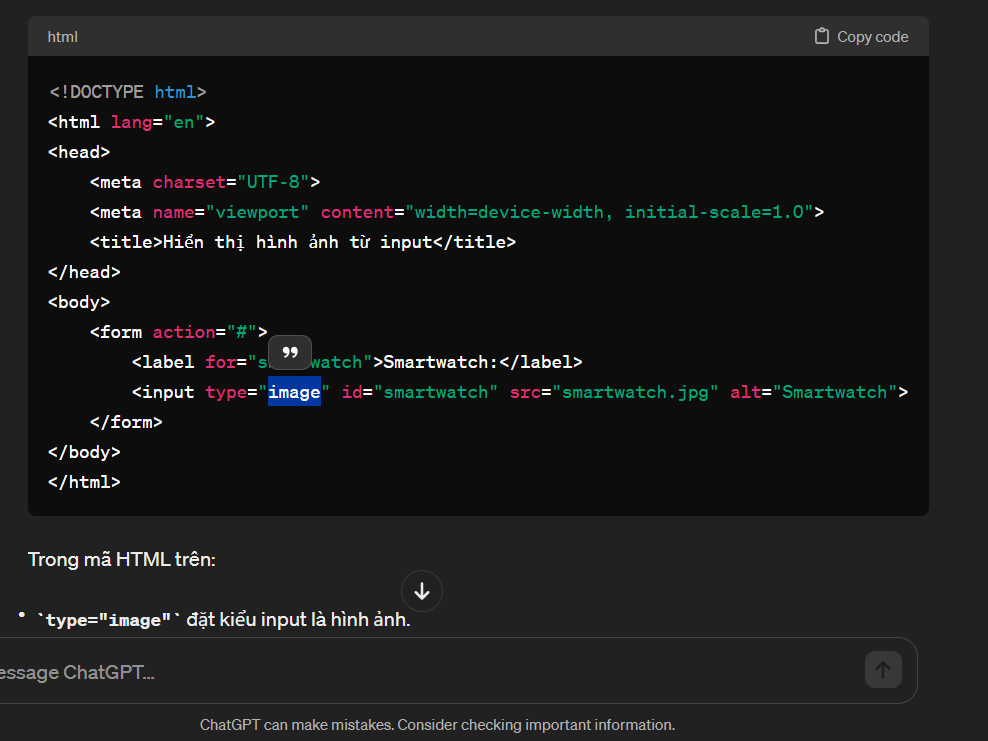 html
Copy code
<!DOCTYPE html>
<html lang="en">
<head>
<meta charset="UTF-8">
<meta name="viewport" content="width=device-width, initial-scale=1.0">
<title>Hiển thị hình ảnh từ input</title>
</head>
<body>
<form action="#">
<label for="s watch">Smartwatch:</label>
<input type="image" id="smartwatch" src="smartwatch.jpg" alt="Smartwatch">
</form>
</body>
</html>
Trong mã HTML trên:
• `type="image"` đặt kiểu input là hình ảnh.
essage ChatGPT...
ChatGPT can make mistakes. Consider checking important information.